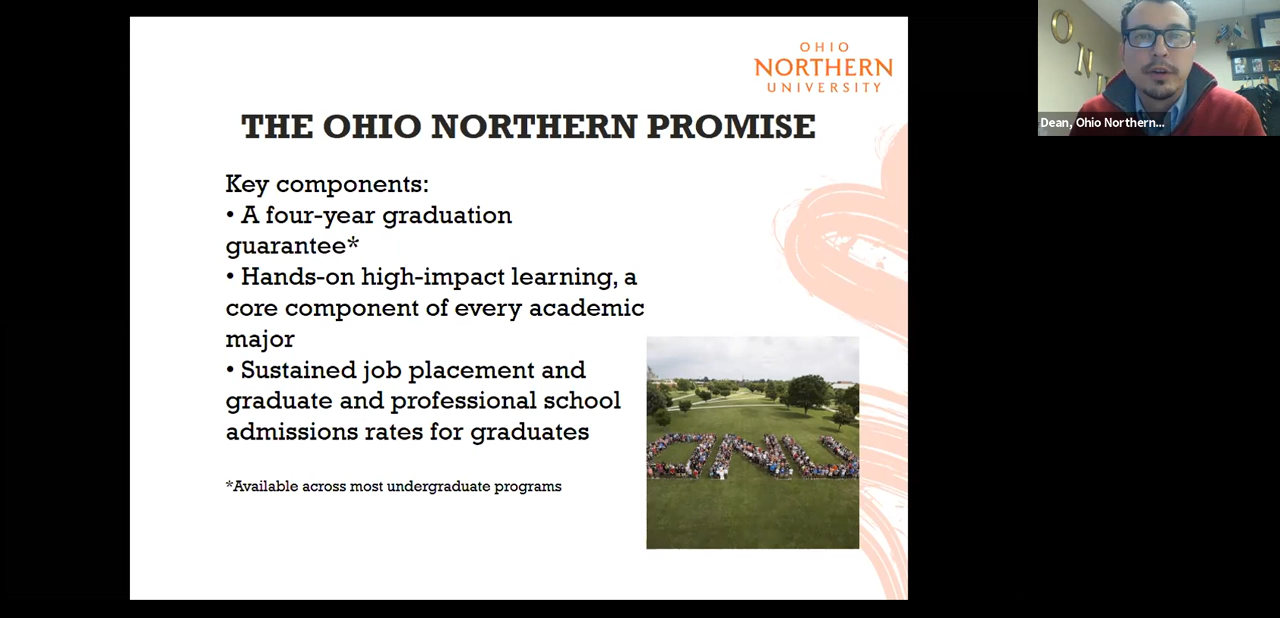 OHIO
NORTHERN
UNIVERSITY
THE OHIO NORTHERN PROMISE
Key components:
• A four-year graduation
guarantee*
• Hands-on high-impact learning, a
core component of every academic
major
• Sustained job placement and
graduate and professional school
admissions rates for graduates
*Available across most undergraduate programs
ONU
O
N
U
Dean, Ohio Northern...